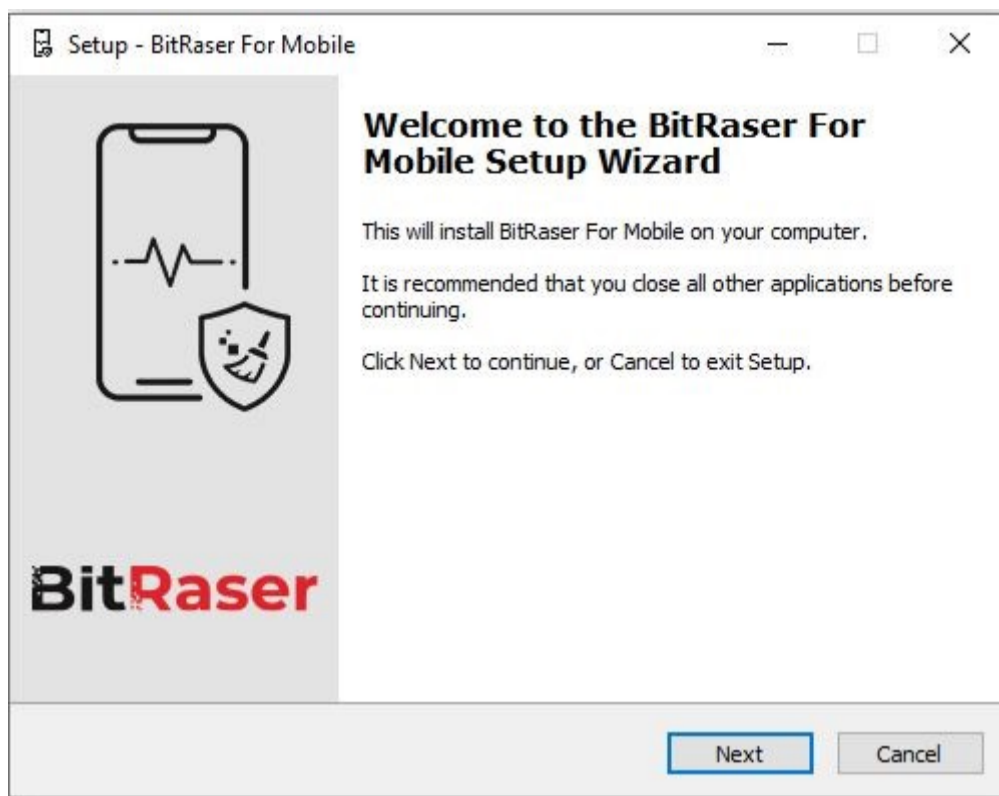 Setup - BitRaser For Mobile
Welcome to the BitRaser For
Mobile Setup Wizard
This will install BitRaser For Mobile on your computer.
It is recommended that you close all other applications before
continuing.
Click Next to continue, or Cancel to exit Setup.
BitRaser
Next
Cancel